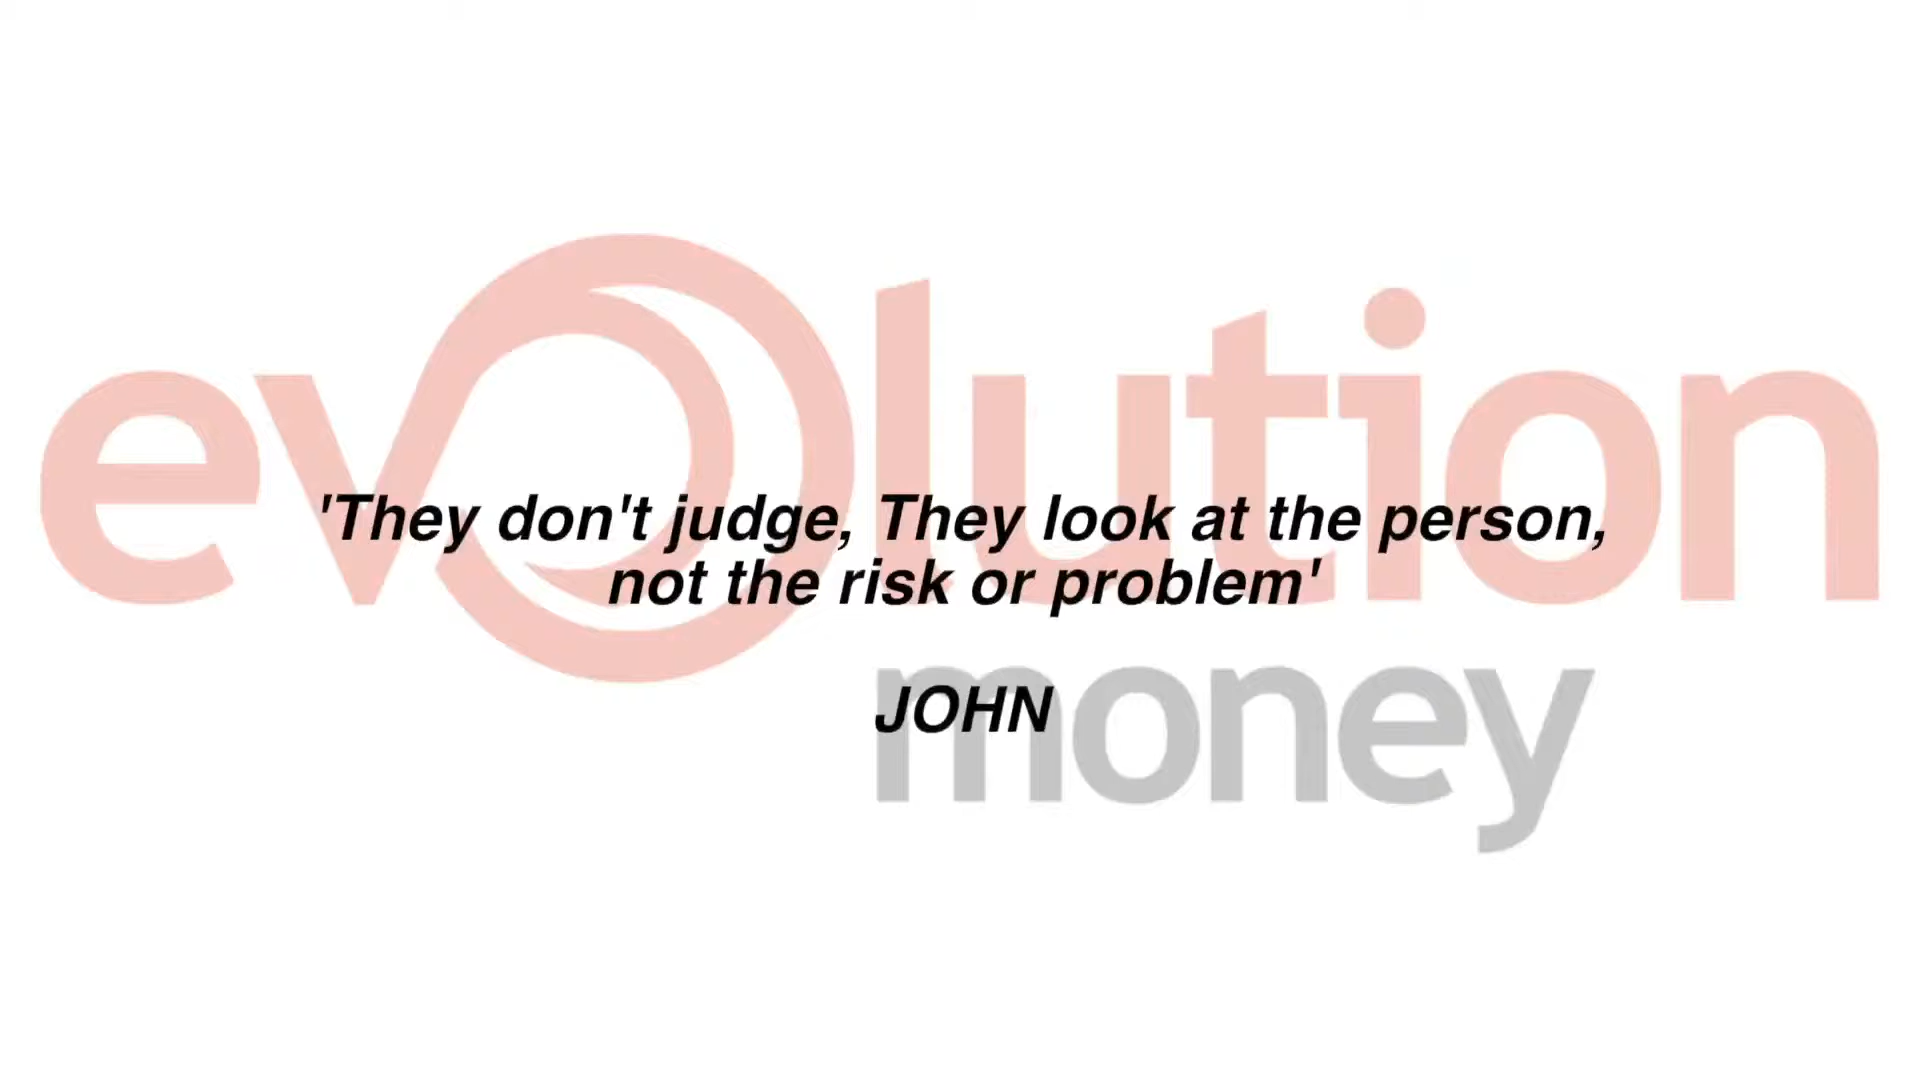 evolution
money
'They don't judge, They look at the person,
not the risk or problem'
JOHN